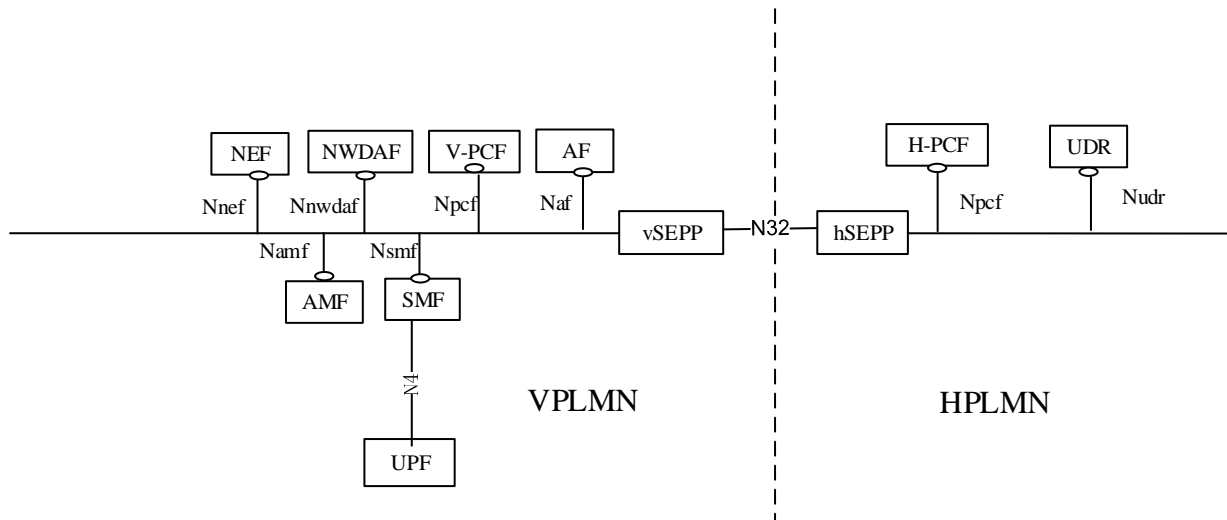 NEF
NWDAF
V-PCF
AF
H-PCF
UDR
Nnef
Nnwdaf
Npcf
Naf
Npcf
Nudr
vSEPP
N32
hSEPP
Namf
Nsmf
AMF
SMF
N4
VPLMN
HPLMN
UPF